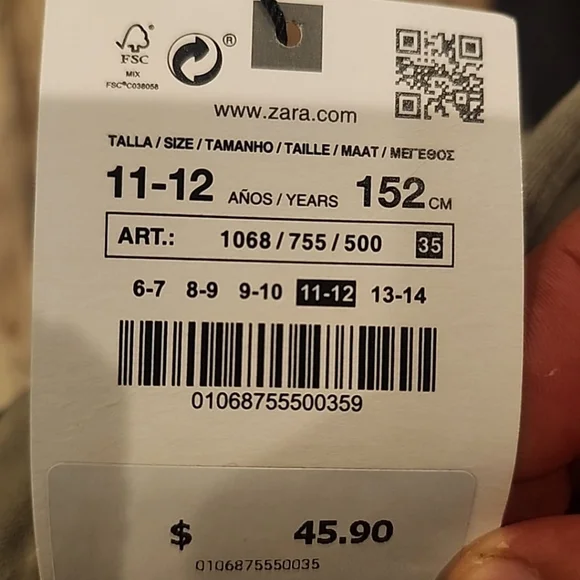 FSC
MIX
FSC® C038058
®
www.zara.com
TALLA / SIZE / TAMANHO / TAILLE / MAAT / ΜΕΓΕΘΟΣ
11-12 AÑOS / YEARS 152 CM
ART.: 1068 / 755 / 500 35
6-7 8-9 9-10 11-12 13-14
01068755500359
$ 45.90
0106875550035